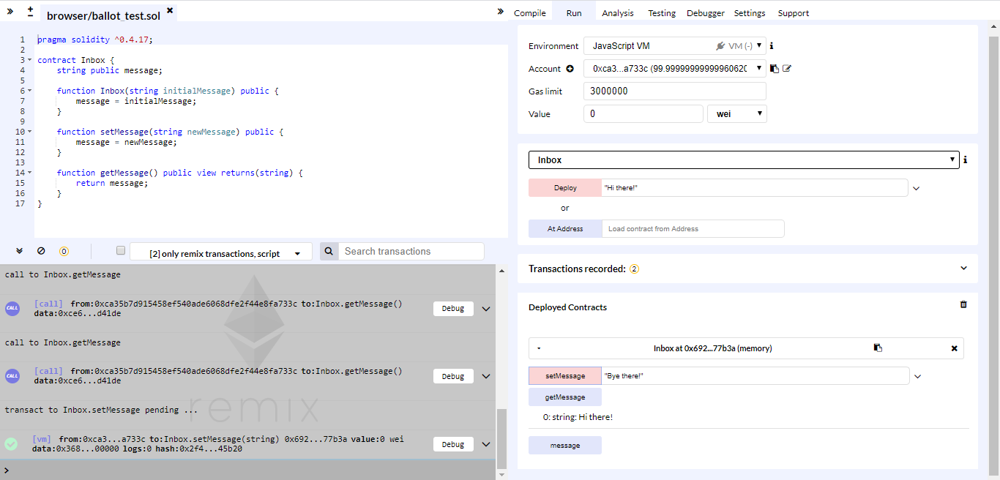 browser/ballot_test.sol
1 pragma solidity ^0.4.17;
2
3 contract Inbox {
4 string public message;
5
6 function Inbox(string initialMessage) public {
7 message = initialMessage;
8 }
9
10 function setMessage(string newMessage) public {
11 message = newMessage;
12 }
13
14 function getMessage() public view returns(string) {
15 return message;
16 }
17 }
0 [2] only remix transactions, script Search transactions
call to Inbox.getMessage
CALL [call] from:0xca35b7d915458ef540ade6068dfe2f44e8fa733c to:Inbox.getMessage() Debug
data:0xce6...d41de
call to Inbox.getMessage
CALL [call] from:0xca35b7d915458ef540ade6068dfe2f44e8fa733c to:Inbox.getMessage() Debug
data:0xce6...d41de
transact to Inbox.setMessage pending ...
remix
[vm] from:0xca3...a733c to:Inbox.setMessage(string) 0x692...77b3a value:0 wei Debug
data:0x368...00000 logs:0 hash:0x2f4...45b20
>
Compile Run Analysis Testing Debugger Settings Support
Environment JavaScript VM VM (-)
Account 0xca3...a733c (99.99999999999960620
Gas limit 3000000
Value 0 wei
Inbox
Deploy "Hi there!"
or
At Address Load contract from Address
Transactions recorded: 2
Deployed Contracts
Inbox at 0x692...77b3a (memory)
setMessage "Bye there!"
getMessage
0: string: Hi there!
message